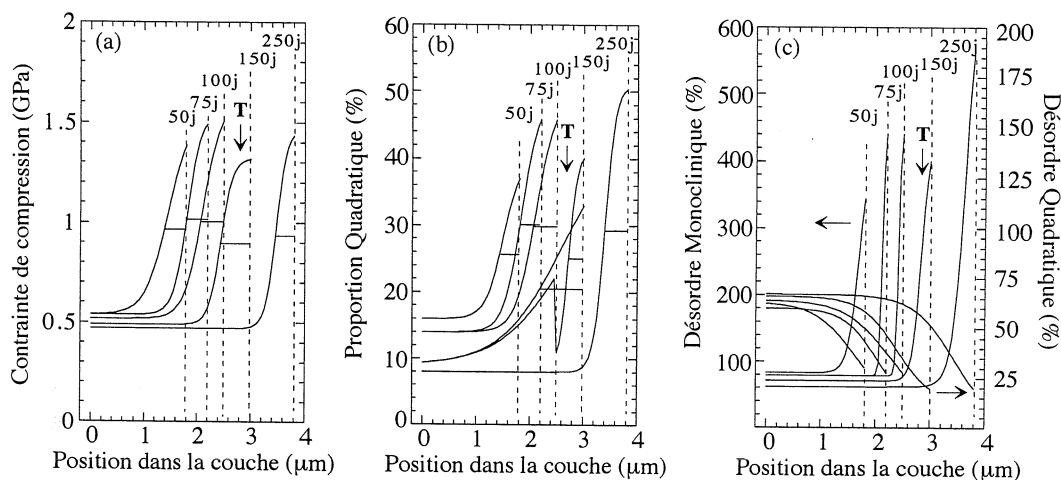 (a)
50j
75j
100j
150j
250j
T
2
1.5
1
0.5
0
Contrainte de compression (GPa)
0 1 2 3 4
Position dans la couche (µm)
(b)
50j
75j
100j
150j
250j
T
60
50
40
30
20
10
0
Proportion Quadratique (%)
0 1 2 3 4
Position dans la couche (µm)
(c)
50j
75j
100j
150j
250j
T
600
500
400
300
200
100
Désordre Monoclinique (%)
200
175
150
125
100
75
50
25
0
Désordre Quadratique (%)
0 1 2 3 4
Position dans la couche (µm)